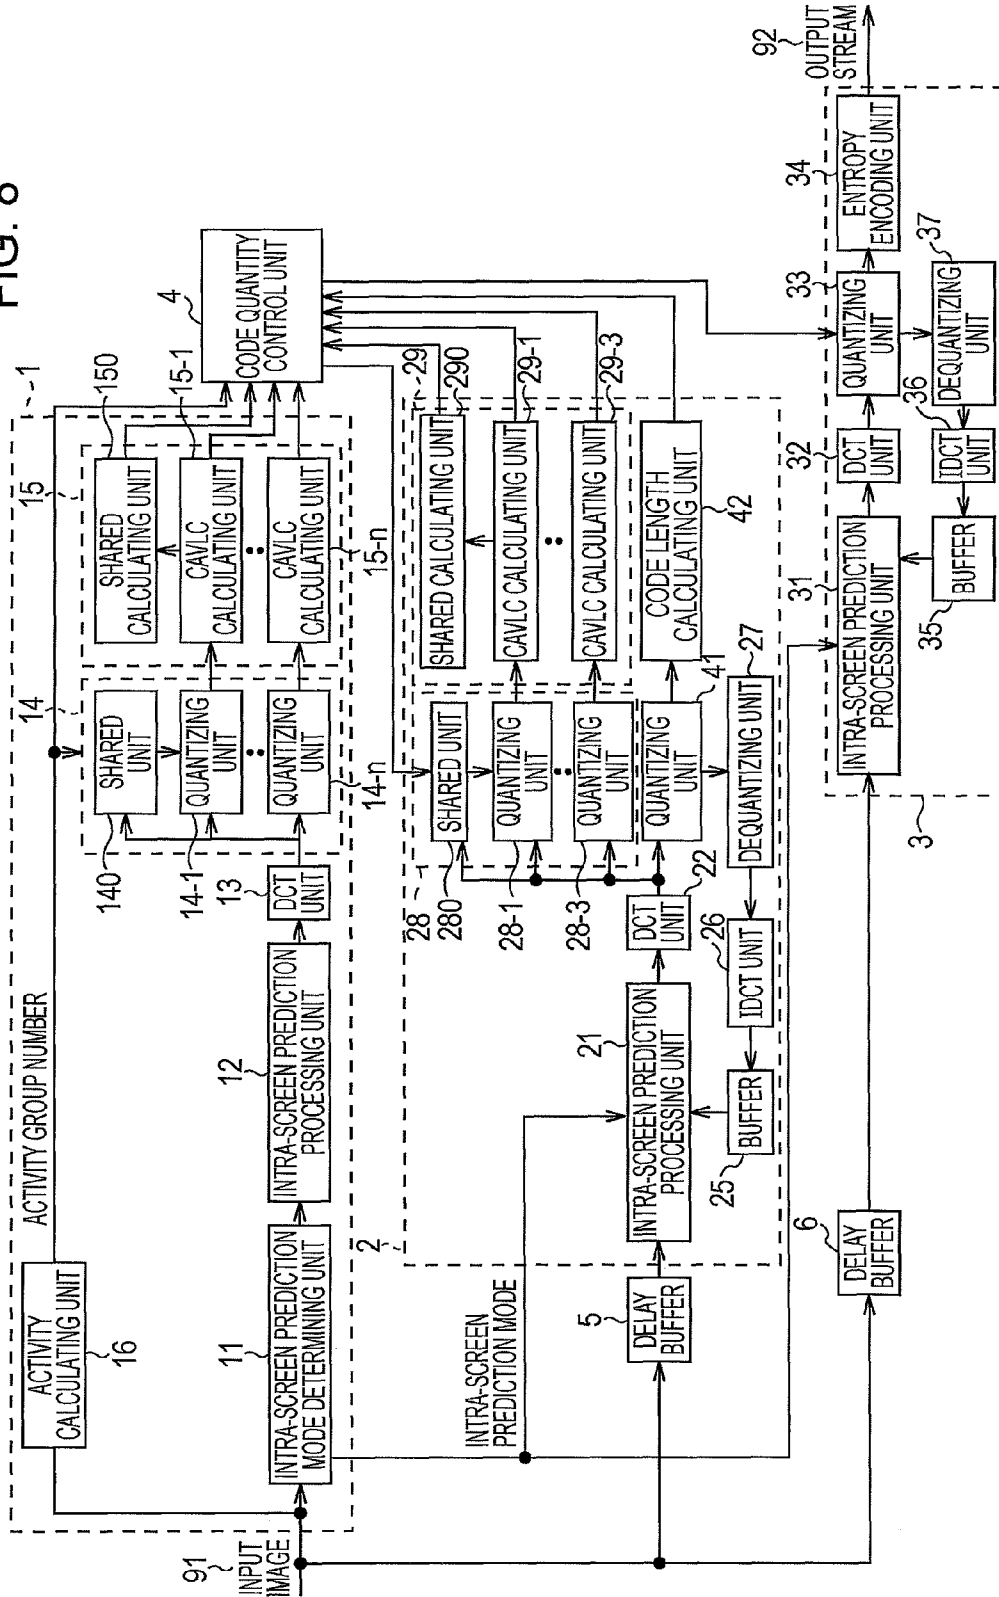 FIG. 8
91
INPUT
IMAGE
ACTIVITY
CALCULATING UNIT
16
ACTIVITY GROUP NUMBER
11
INTRA-SCREEN PREDICTION
MODE DETERMINING UNIT
12
INTRA-SCREEN PREDICTION
PROCESSING UNIT
13
DCT
UNIT
14
140
SHARED
UNIT
14-1
QUANTIZING
UNIT
QUANTIZING
UNIT
14-n
15
SHARED
CALCULATING UNIT
150
CAVLC
CALCULATING UNIT
15-1
CAVLC
CALCULATING UNIT
15-n
1
4
CODE QUANTITY
CONTROL UNIT
INTRA-SCREEN
PREDICTION MODE
2
5
DELAY
BUFFER
21
INTRA-SCREEN PREDICTION
PROCESSING UNIT
DCT
UNIT
22
25
BUFFER
26
IDCT UNIT
27
DEQUANTIZING UNIT
28
280
SHARED UNIT
28-1
QUANTIZING
UNIT
28-3
QUANTIZING
UNIT
QUANTIZING
UNIT
29
SHARED CALCULATING UNIT
290
CAVLC CALCULATING UNIT
29-1
CAVLC CALCULATING UNIT
29-3
CODE LENGTH
CALCULATING UNIT
42
6
DELAY
BUFFER
3
31
INTRA-SCREEN PREDICTION
PROCESSING UNIT
32
DCT
UNIT
33
QUANTIZING
UNIT
34
ENTROPY
ENCODING UNIT
35
BUFFER
36
IDCT
UNIT
37
DEQUANTIZING
UNIT
92
OUTPUT
STREAM